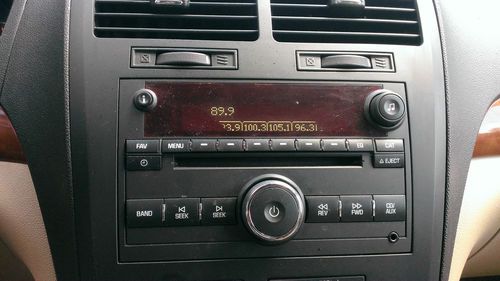 89.9
3.9 100.3 105.1 96.3
FAV MENU EQ CAT
EJECT
BAND SEEK SEEK REV FWD AUX